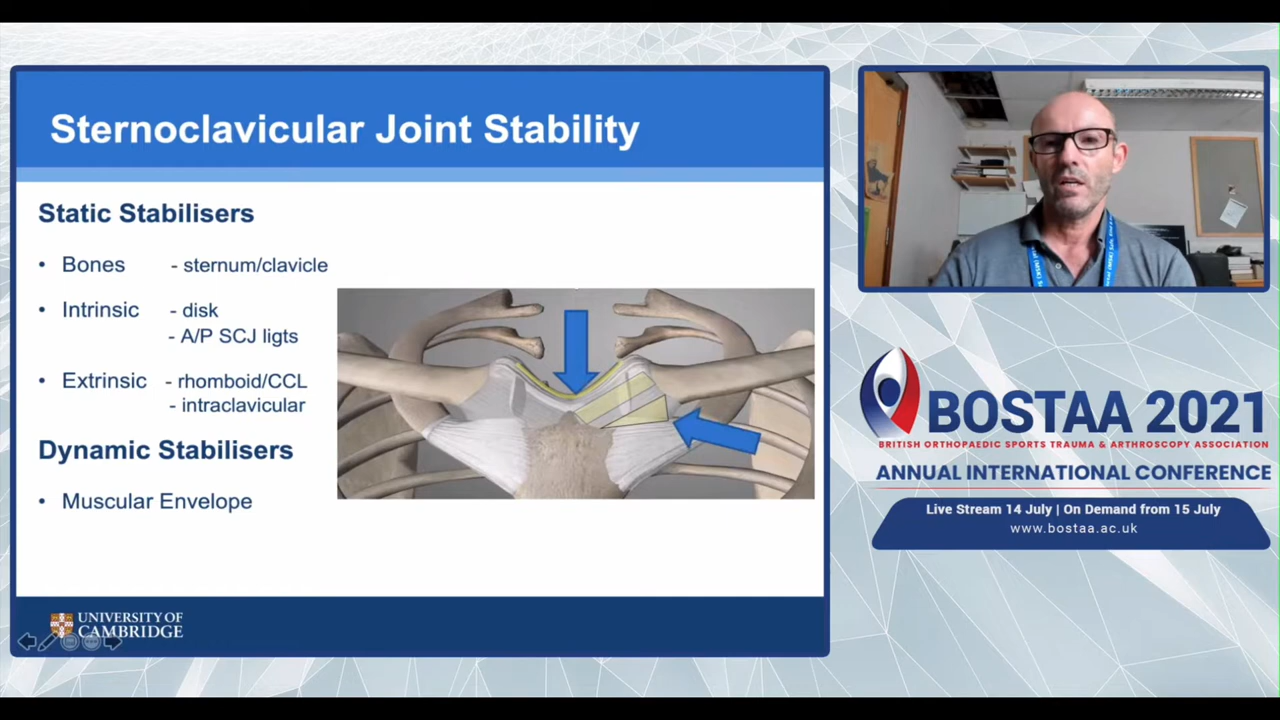 Sternoclavicular Joint Stability
Static Stabilisers
• Bones - sternum/clavicle
• Intrinsic - disk
- A/P SCJ ligts
• Extrinsic - rhomboid/CCL
- intraclavicular
Dynamic Stabilisers
• Muscular Envelope
UNIVERSITY OF
CAMBRIDGE
BOSTAA 2021
BRITISH ORTHOPAEDIC SPORTS TRAUMA & ARTHROSCOPY ASSOCIATION
ANNUAL INTERNATIONAL CONFERENCE
Live Stream 14 July | On Demand from 15 July
www.bostaa.ac.uk